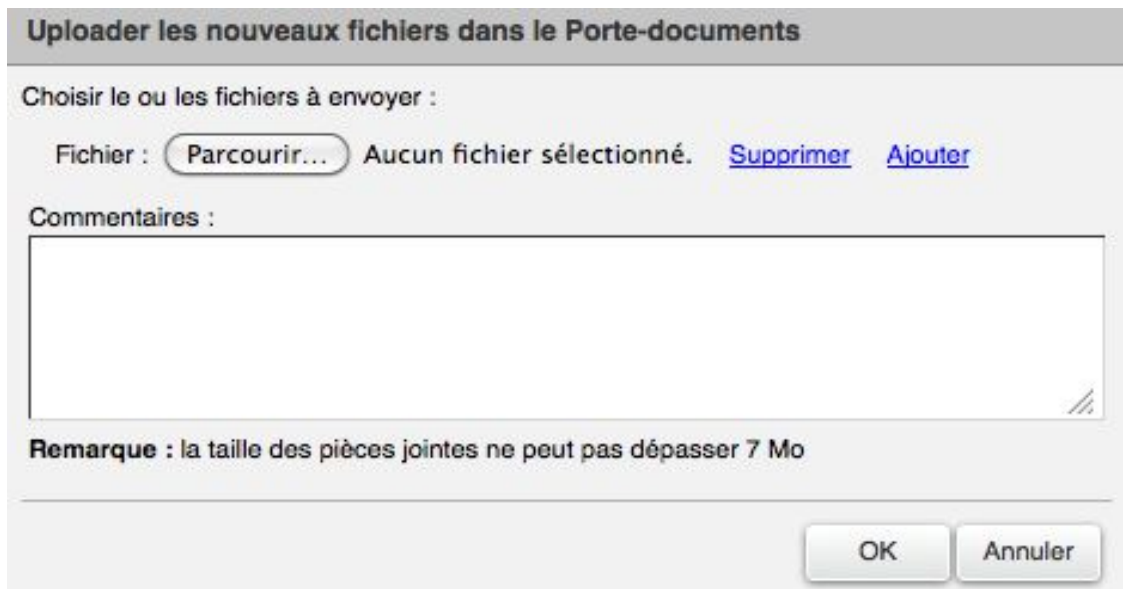 Uploader les nouveaux fichiers dans le Porte-documents
Choisir le ou les fichiers à envoyer :
Fichier : Parcourir... Aucun fichier sélectionné. Supprimer Ajouter
Commentaires :
Remarque : la taille des pièces jointes ne peut pas dépasser 7 Mo
OK Annuler